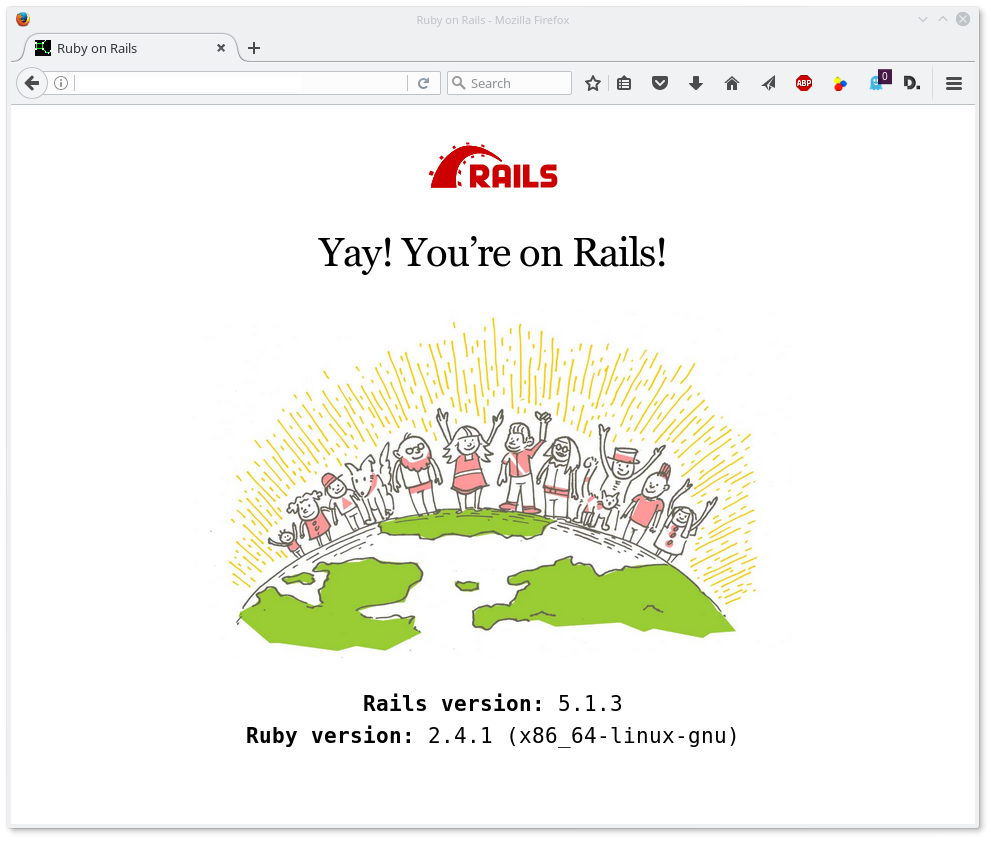 Ruby on Rails - Mozilla Firefox
Ruby on Rails
Search
ABP
0
D.
RAILS
Yay! You’re on Rails!
Rails version: 5.1.3
Ruby version: 2.4.1 (x86_64-linux-gnu)